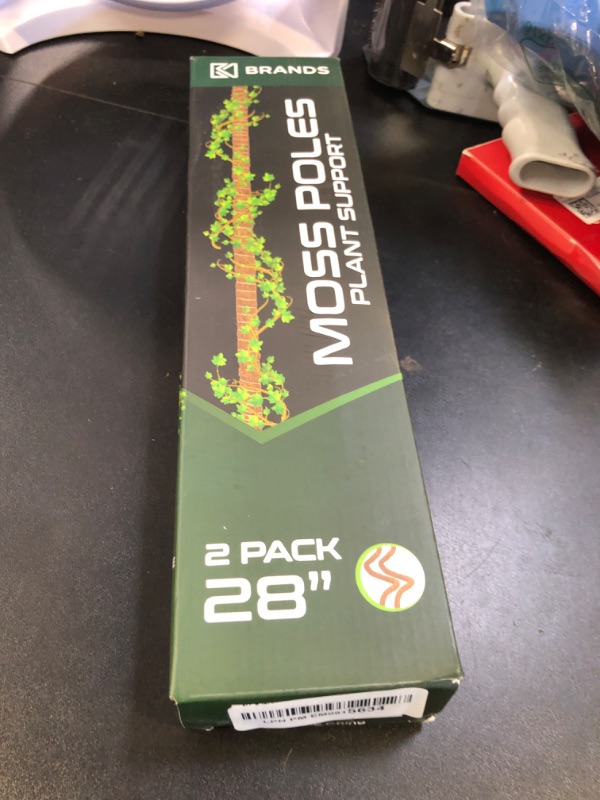 BRANDS
MOSS POLES
PLANT SUPPORT
2 PACK
28”